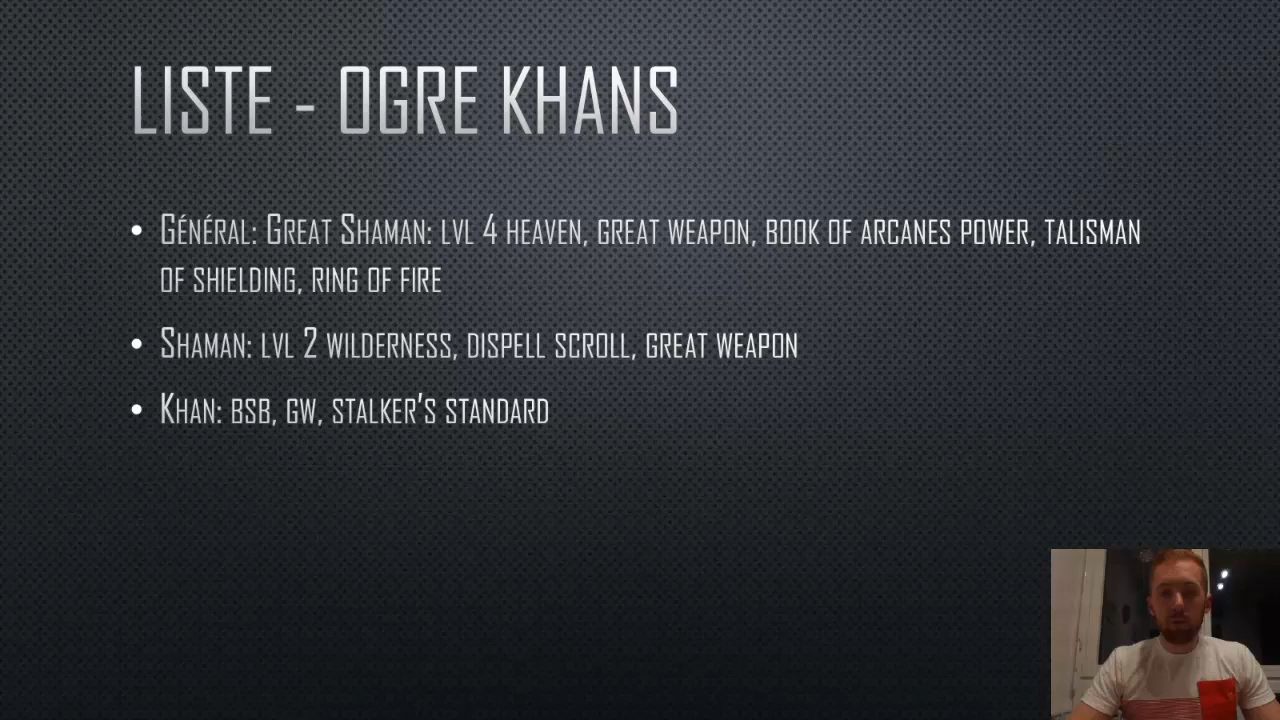 LISTE - OGRE KHANS
• GÉNÉRAL: GREAT SHAMAN: LVL 4 HEAVEN, GREAT WEAPON, BOOK OF ARCANES POWER, TALISMAN
OF SHIELDING, RING OF FIRE
• SHAMAN: LVL 2 WILDERNESS, DISPELL SCROLL, GREAT WEAPON
• KHAN: BSB, GW, STALKER'S STANDARD